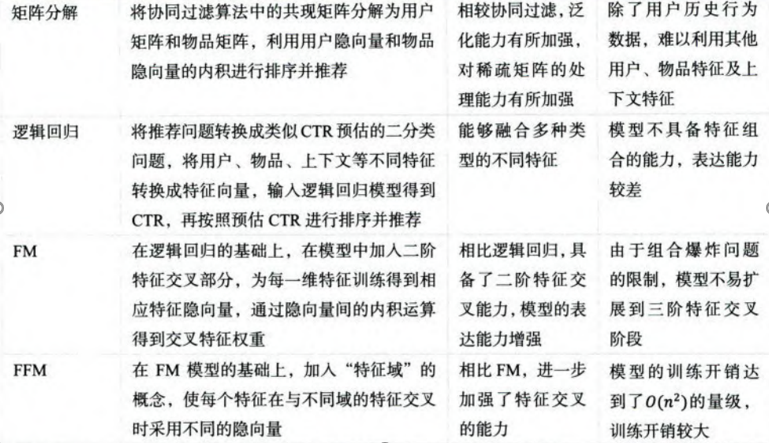 矩阵分解
将协同过滤算法中的共现矩阵分解为用户
矩阵和物品矩阵，利用用户隐向量和物品
隐向量的内积进行排序并推荐
相较协同过滤，泛
化能力有所加强，
对稀疏矩阵的处
理能力有所加强
除了用户历史行为
数据，难以利用其他
用户、物品特征及上
下文特征
逻辑回归
将推荐问题转换成类似 CTR 预估的二分类
问题，将用户、物品、上下文等不同特征
转换成特征向量，输入逻辑回归模型得到
CTR，再按照预估 CTR 进行排序并推荐
能够融合多种类
型的不同特征
模型不具备特征组
合的能力，表达能力
较差
FM
在逻辑回归的基础上，在模型中加入二阶
特征交叉部分，为每一维特征训练得到相
应特征隐向量，通过隐向量间的内积运算
得到交叉特征权重
相比逻辑回归，具
备了二阶特征交
叉能力，模型的表
达能力增强
由于组合爆炸问题
的限制，模型不易扩
展到三阶特征交叉
阶段
FFM
在 FM 模型的基础上，加入“特征域”的
概念，使每个特征在与不同域的特征交叉
时采用不同的隐向量
相比 FM，进一步
加强了特征交叉
的能力
模型的训练开销达
到了O(n²)的量级，
训练开销较大